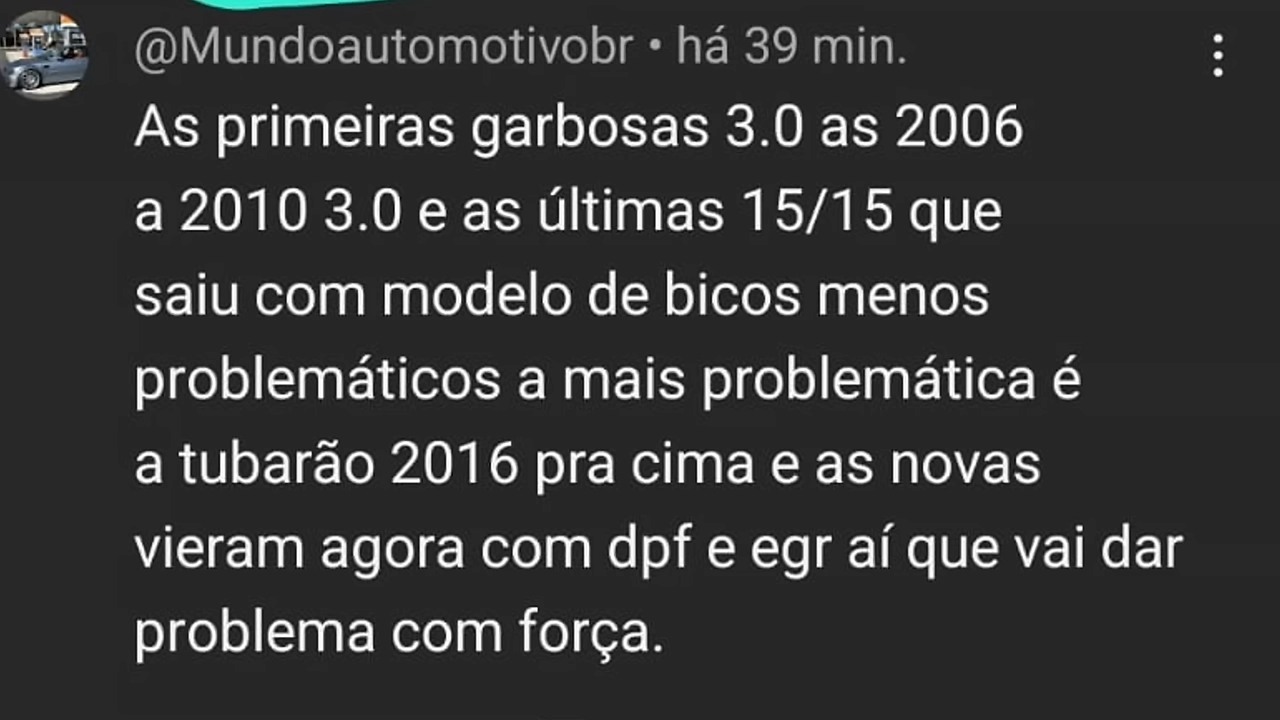 @Mundoautomotivobr • há 39 min.
As primeiras garbosas 3.0 as 2006
a 2010 3.0 e as últimas 15/15 que
saiu com modelo de bicos menos
problemáticos a mais problemática é
a tubarão 2016 pra cima e as novas
vieram agora com dpf e egr aí que vai dar
problema com força.